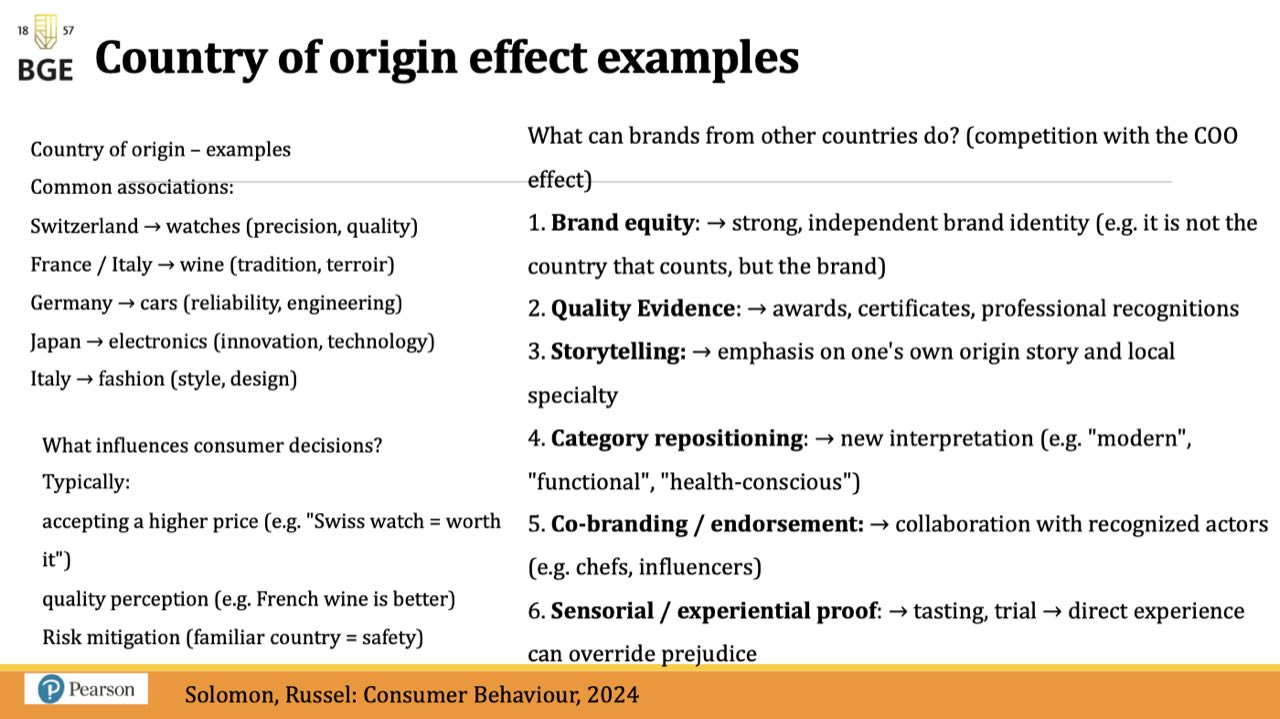 18 57
BGE
Country of origin effect examples
Country of origin – examples
Common associations:
Switzerland → watches (precision, quality)
France / Italy → wine (tradition, terroir)
Germany → cars (reliability, engineering)
Japan → electronics (innovation, technology)
Italy → fashion (style, design)
What influences consumer decisions?
Typically:
accepting a higher price (e.g. "Swiss watch = worth
it")
quality perception (e.g. French wine is better)
Risk mitigation (familiar country = safety)
What can brands from other countries do? (competition with the COO
effect)
1. Brand equity: → strong, independent brand identity (e.g. it is not the
country that counts, but the brand)
2. Quality Evidence: → awards, certificates, professional recognitions
3. Storytelling: → emphasis on one's own origin story and local
specialty
4. Category repositioning: → new interpretation (e.g. "modern",
"functional", "health-conscious")
5. Co-branding / endorsement: → collaboration with recognized actors
(e.g. chefs, influencers)
6. Sensorial / experiential proof: → tasting, trial → direct experience
can override prejudice
Pearson
Solomon, Russel: Consumer Behaviour, 2024